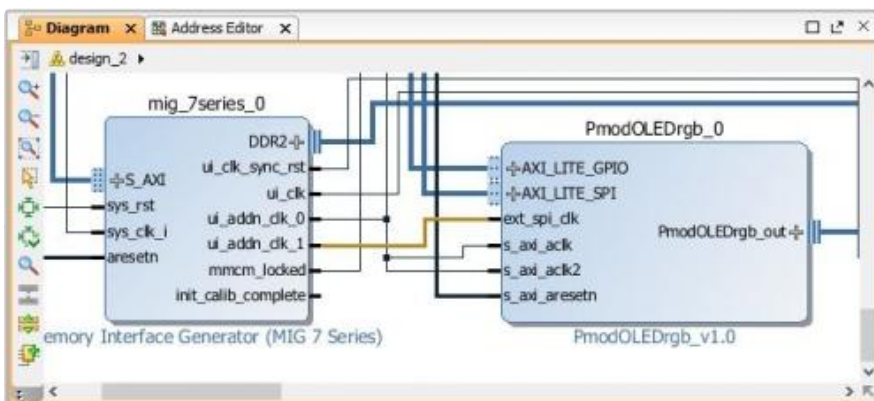 Diagram
Address Editor
design_2
mig_7series_0
DDR2
ui_clk_sync_rst
S_AXI
ui_clk
sys_rst
ui_addn_clk_0
sys_clk_i
ui_addn_clk_1
aresetn
mmcm_locked
init_calib_complete
emory Interface Generator (MIG 7 Series)
PmodOLEDrgb_0
AXI_LITE_GPIO
AXI_LITE_SPI
ext_spi_clk
PmodOLEDrgb_out
s_axi_aclk
s_axi_aclk2
s_axi_aresetn
PmodOLEDrgb_v1.0